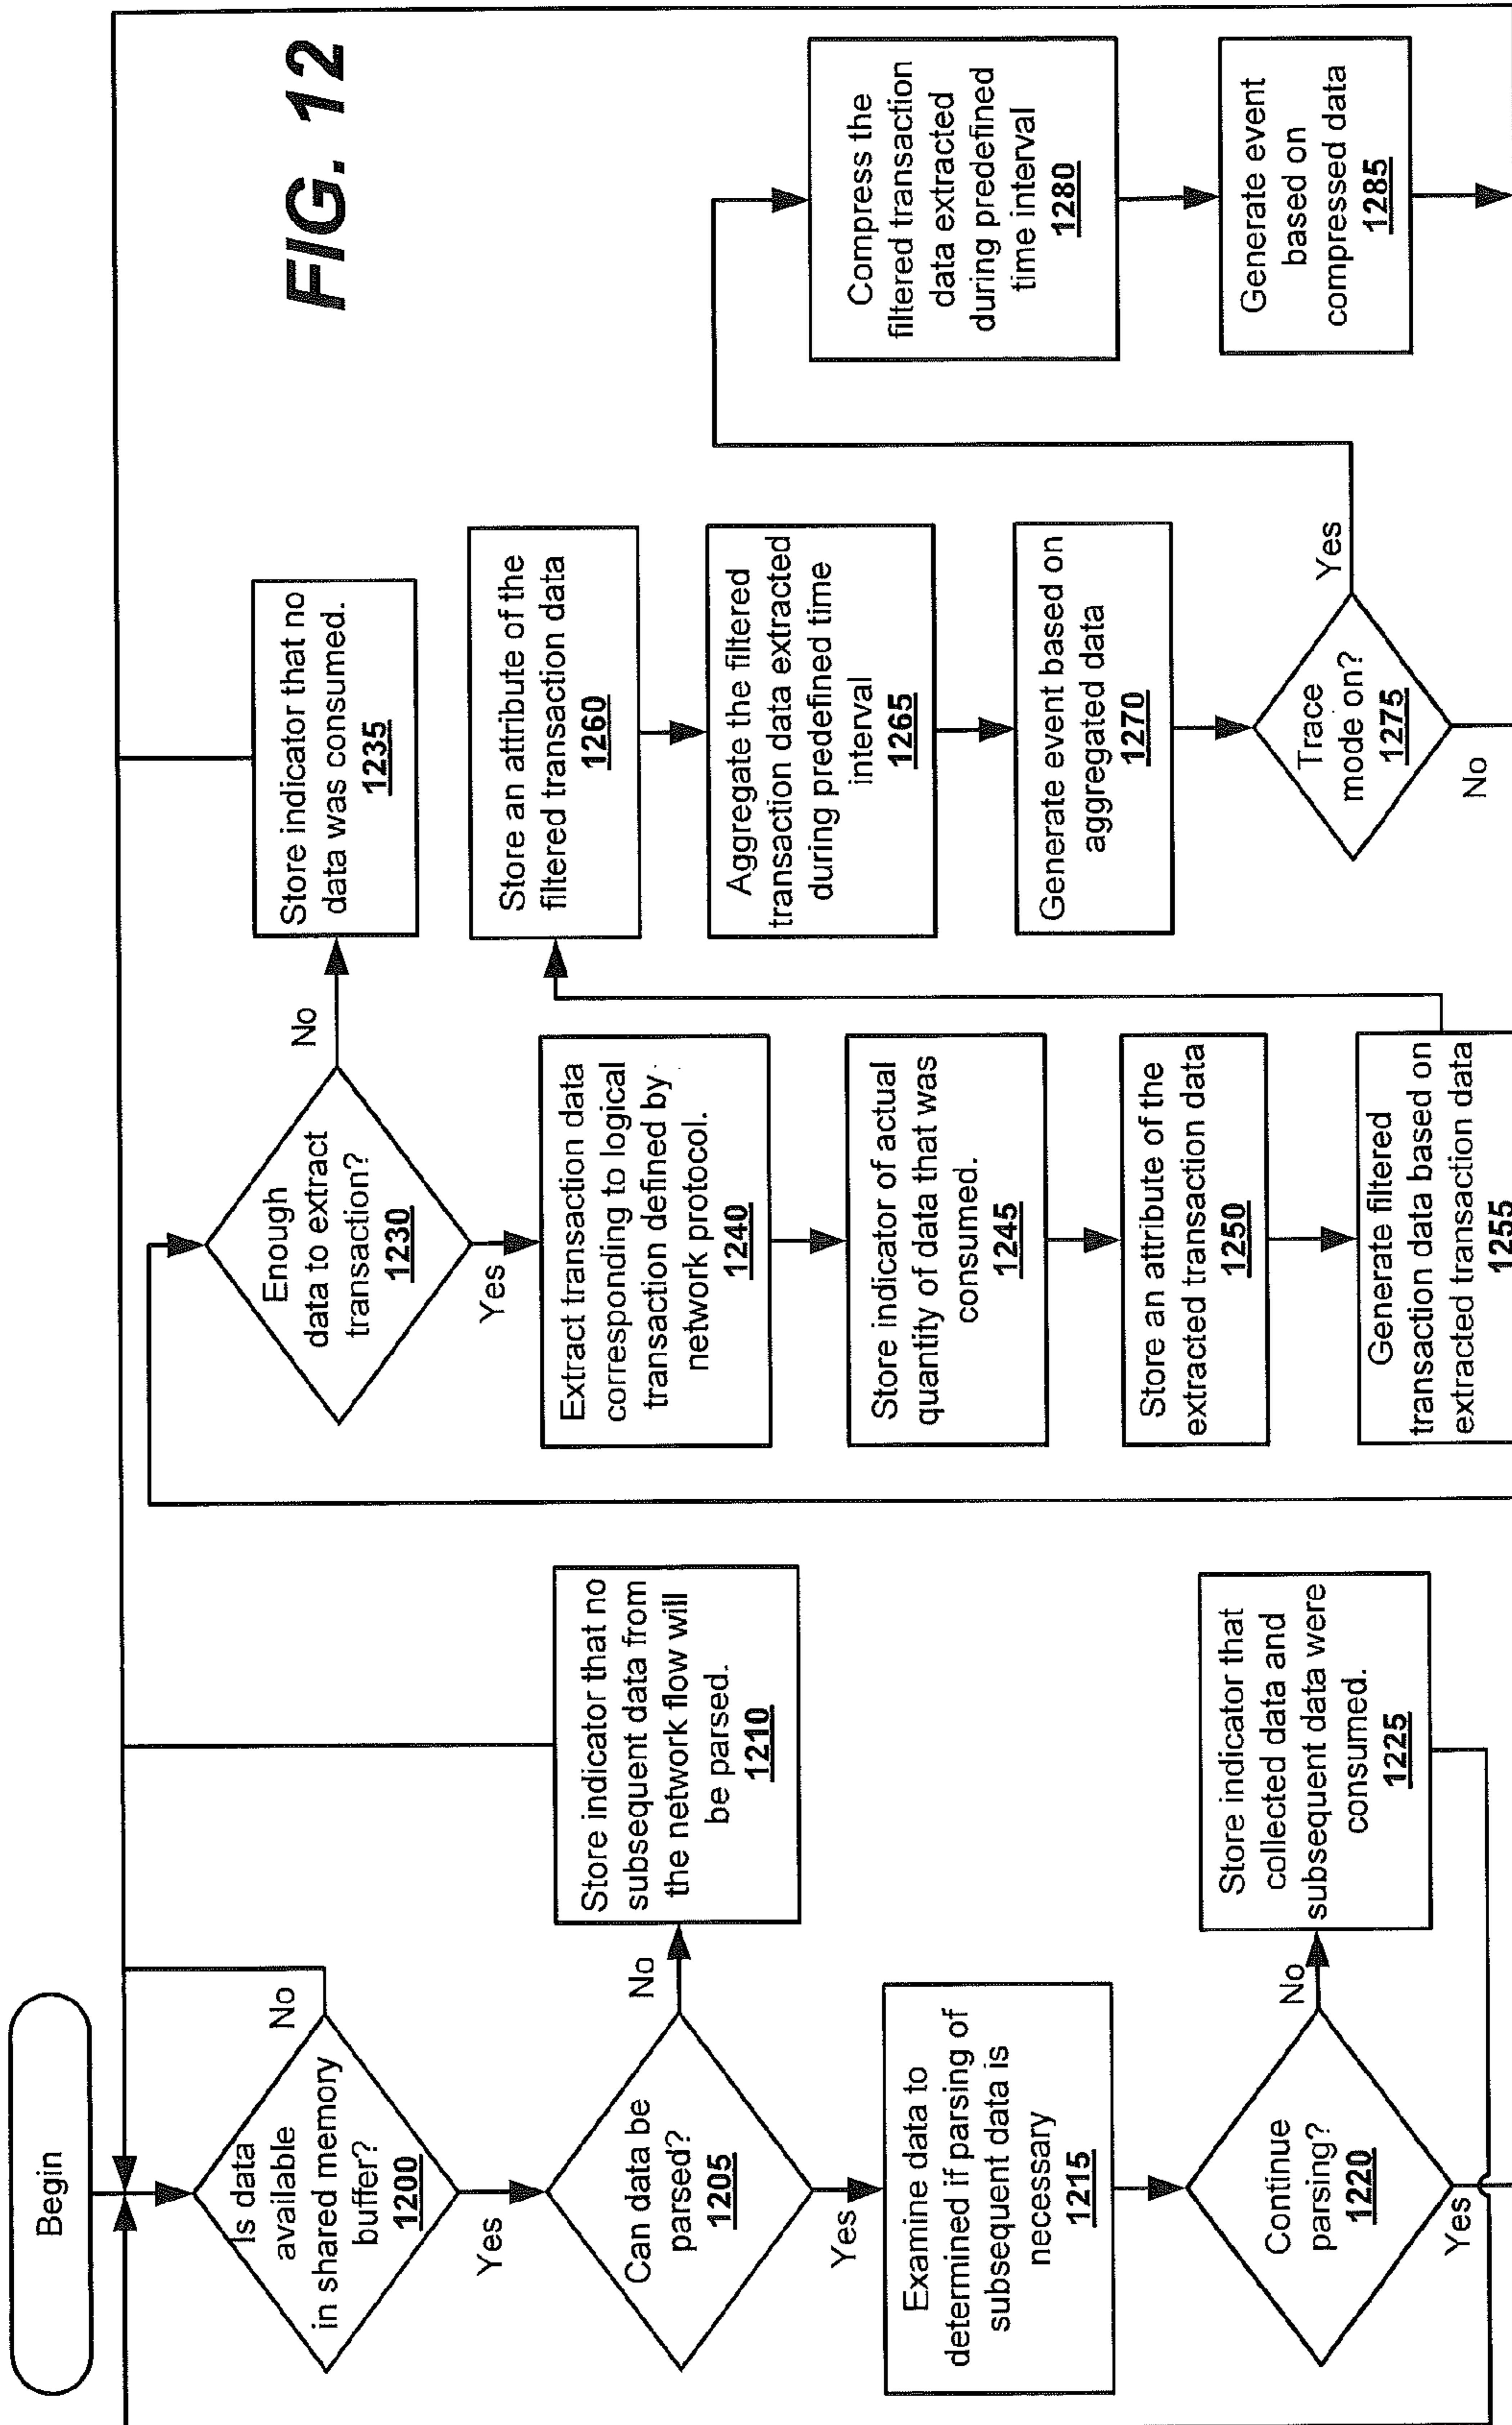 FIG. 12
Begin
Is data
available
in shared memory
buffer?
1200
No
Yes
Can data be
parsed?
1205
No
Store indicator that no
subsequent data from
the network flow will
be parsed.
1210
Yes
Examine data to
determined if parsing of
subsequent data is
necessary
1215
Continue
parsing?
1220
No
Store indicator that
collected data and
subsequent data were
consumed.
1225
Yes
Enough
data to extract
transaction?
1230
No
Store indicator that no
data was consumed.
1235
Yes
Extract transaction data
corresponding to logical
transaction defined by
network protocol.
1240
Store indicator of actual
quantity of data that was
consumed.
1245
Store an attribute of the
extracted transaction data
1250
Generate filtered
transaction data based on
extracted transaction data
1255
Store an attribute of the
filtered transaction data
1260
Aggregate the filtered
transaction data extracted
during predefined time
interval
1265
Generate event based on
aggregated data
1270
Trace
mode on?
1275
Yes
No
Compress the
filtered transaction
data extracted
during predefined
time interval
1280
Generate event
based on
compressed data
1285